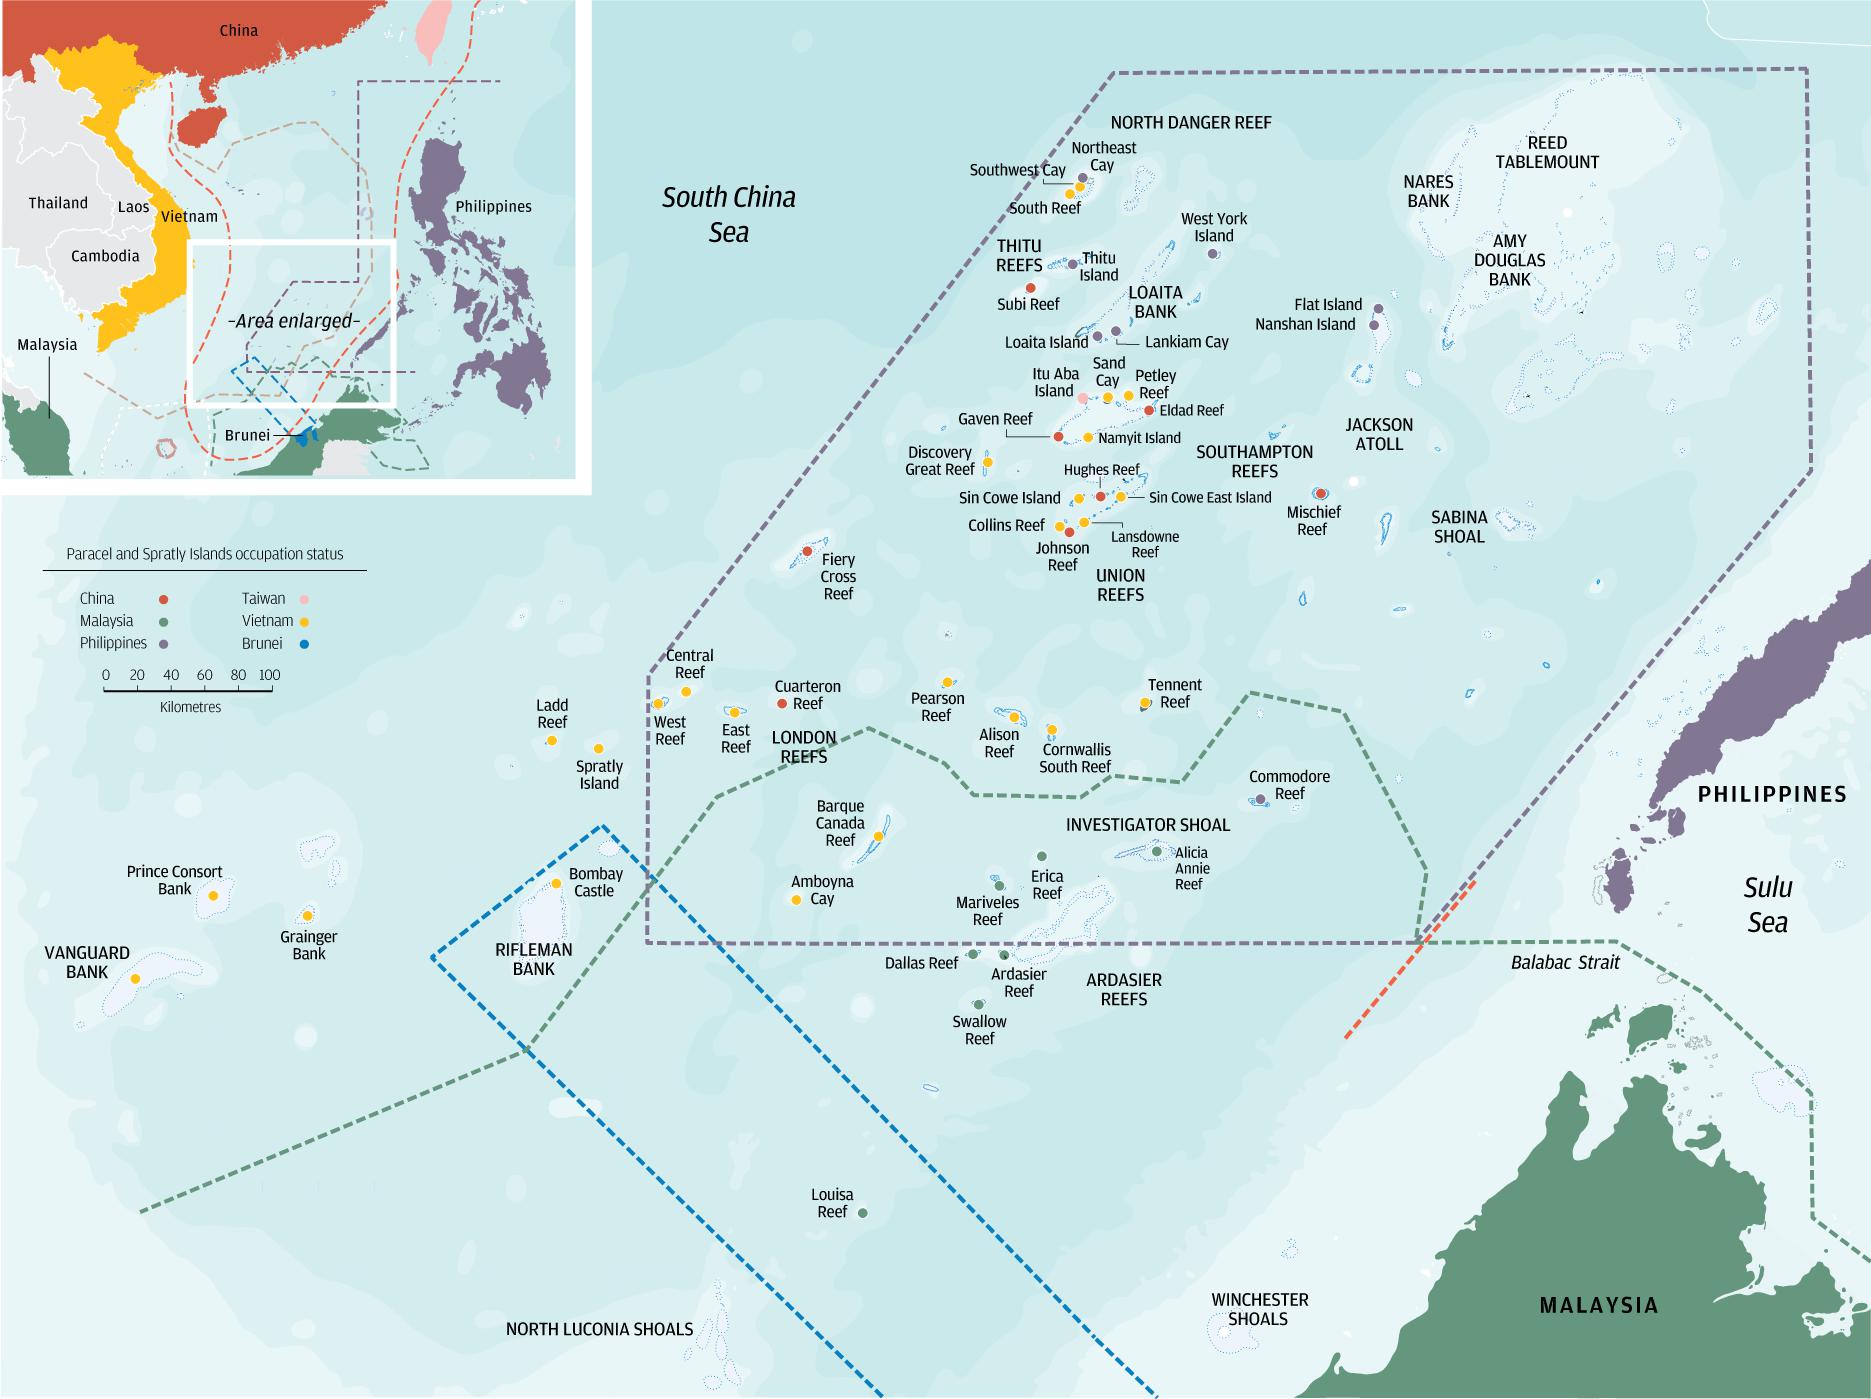 China
Thailand
Laos
Vietnam
Cambodia
Philippines
-Area enlarged-
Malaysia
Brunei
South China
Sea
Paracel and Spratly Islands occupation status
China
Taiwan
Malaysia
Vietnam
Philippines
Brunei
0 20 40 60 80 100
Kilometres
NORTH DANGER REEF
Northeast
Cay
Southwest Cay
South Reef
REED
TABLEMOUNT
NARES
BANK
West York
Island
THITU
REEFS
Thitu
Island
AMY
DOUGLAS
BANK
Subi Reef
LOAITA
BANK
Flat Island
Nanshan Island
Loaita Island
Lankiam Cay
Sand
Cay
Itu Aba
Island
Petley
Reef
Eldad Reef
Gaven Reef
Namyit Island
JACKSON
ATOLL
Discovery
Great Reef
SOUTHAMPTON
REEFS
Hughes Reef
Sin Cowe Island
Sin Cowe East Island
Mischief
Reef
SABINA
SHOAL
Collins Reef
Lansdowne
Reef
Johnson
Reef
UNION
REEFS
Fiery
Cross
Reef
Central
Reef
Cuarteron
Reef
Pearson
Reef
Tennent
Reef
Ladd
Reef
West
Reef
East
Reef
LONDON
REEFS
Alison
Reef
Cornwallis
South Reef
Spratly
Island
Commodore
Reef
PHILIPPINES
Barque
Canada
Reef
INVESTIGATOR SHOAL
Alicia
Annie
Reef
Prince Consort
Bank
Bombay
Castle
Amboyna
Cay
Erica
Reef
Mariveles
Reef
Sulu
Sea
Grainger
Bank
VANGUARD
BANK
RIFLEMAN
BANK
Dallas Reef
Ardasier
Reef
ARDASIER
REEFS
Balabac Strait
Swallow
Reef
Louisa
Reef
NORTH LUCONIA SHOALS
WINCHESTER
SHOALS
MALAYSIA